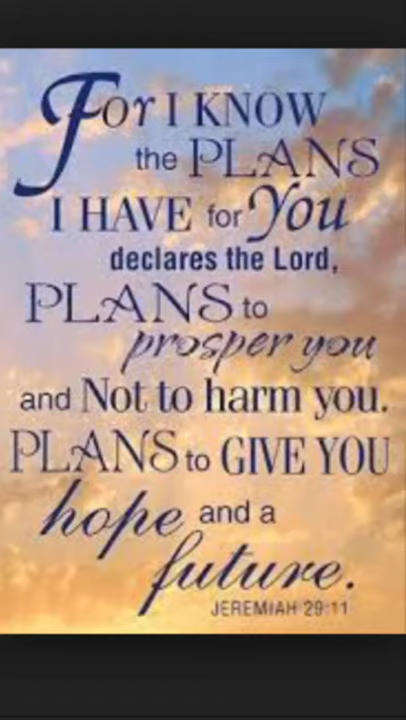 For I KNOW
the PLANS
I HAVE for You
declares the Lord,
PLANS to
prosper you
and Not to harm you.
PLANS to GIVE YOU
hope and a
future.
JEREMIAH 29:11